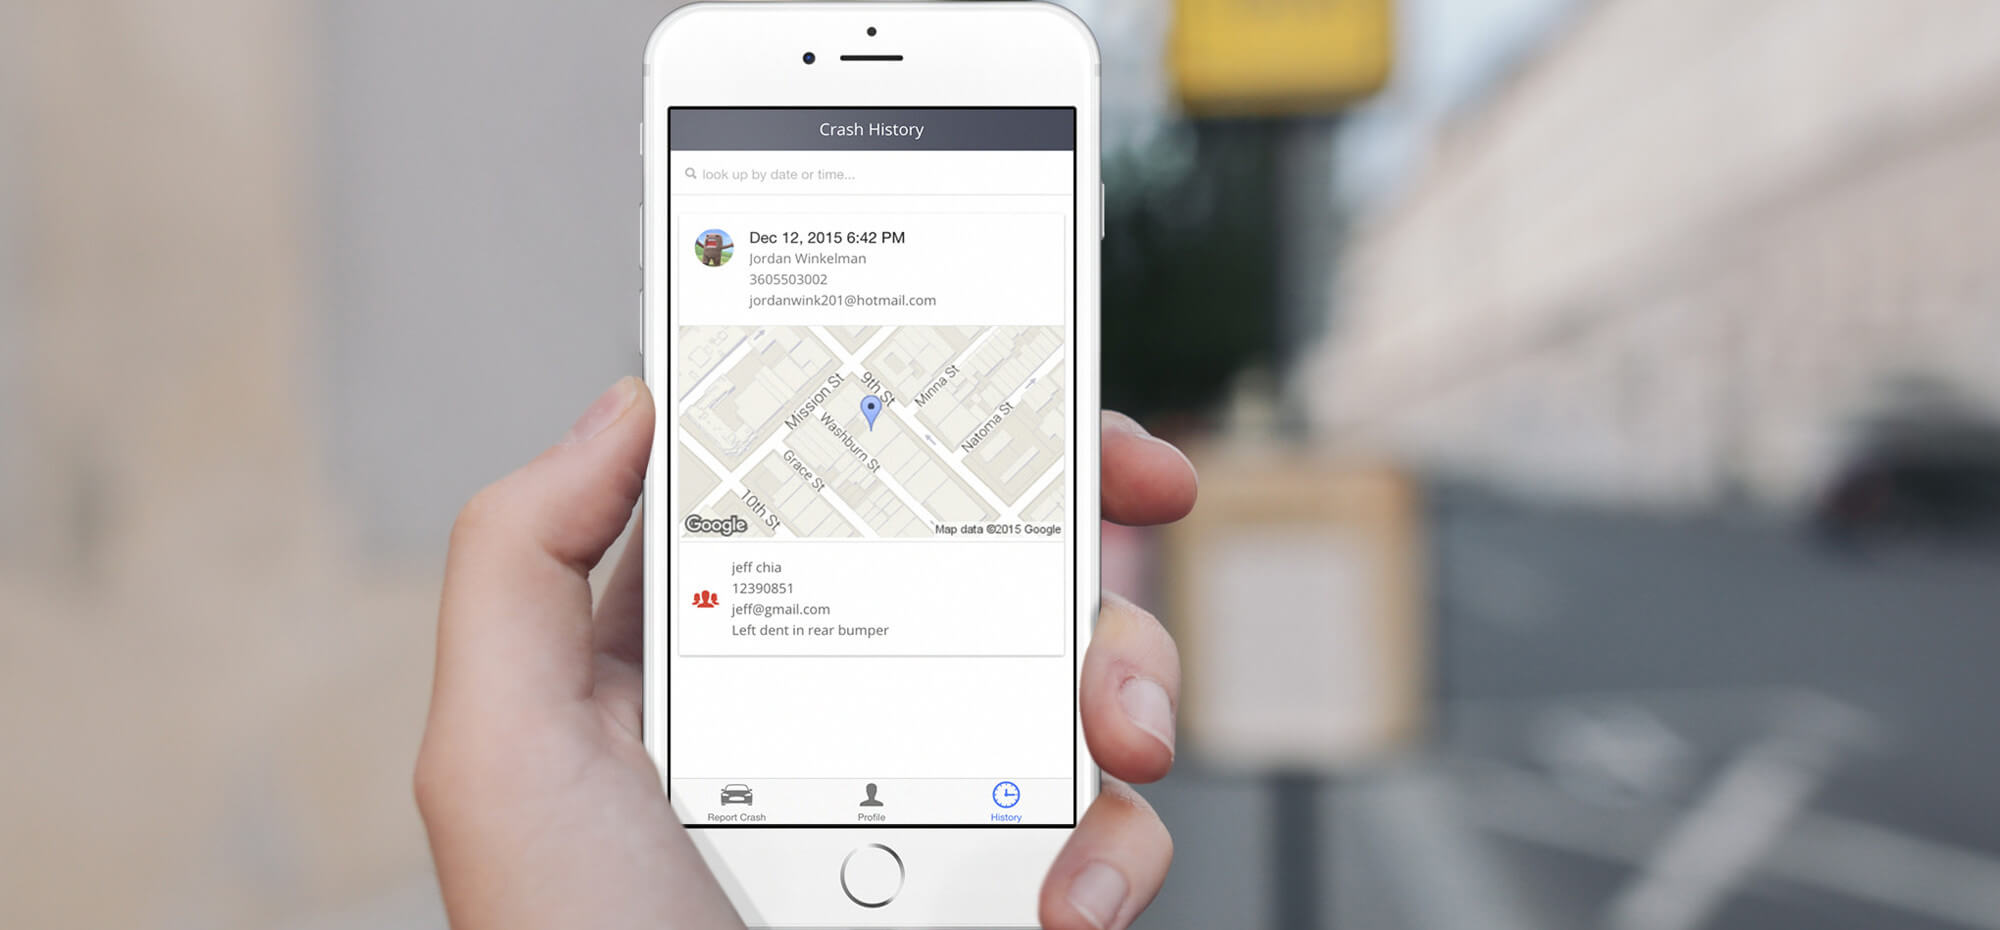 Crash History
look up by date or time...
Dec 12, 2015 6:42 PM
Jordan Winkelman
3605503002
jordanwink201@hotmail.com
Mission St
9th St
Minna St
Washburn St
Natoma St
Grace St
10th St
Google
Map data ©2015 Google
jeff chia
12390851
jeff@gmail.com
Left dent in rear bumper
Report Crash
Profile
History